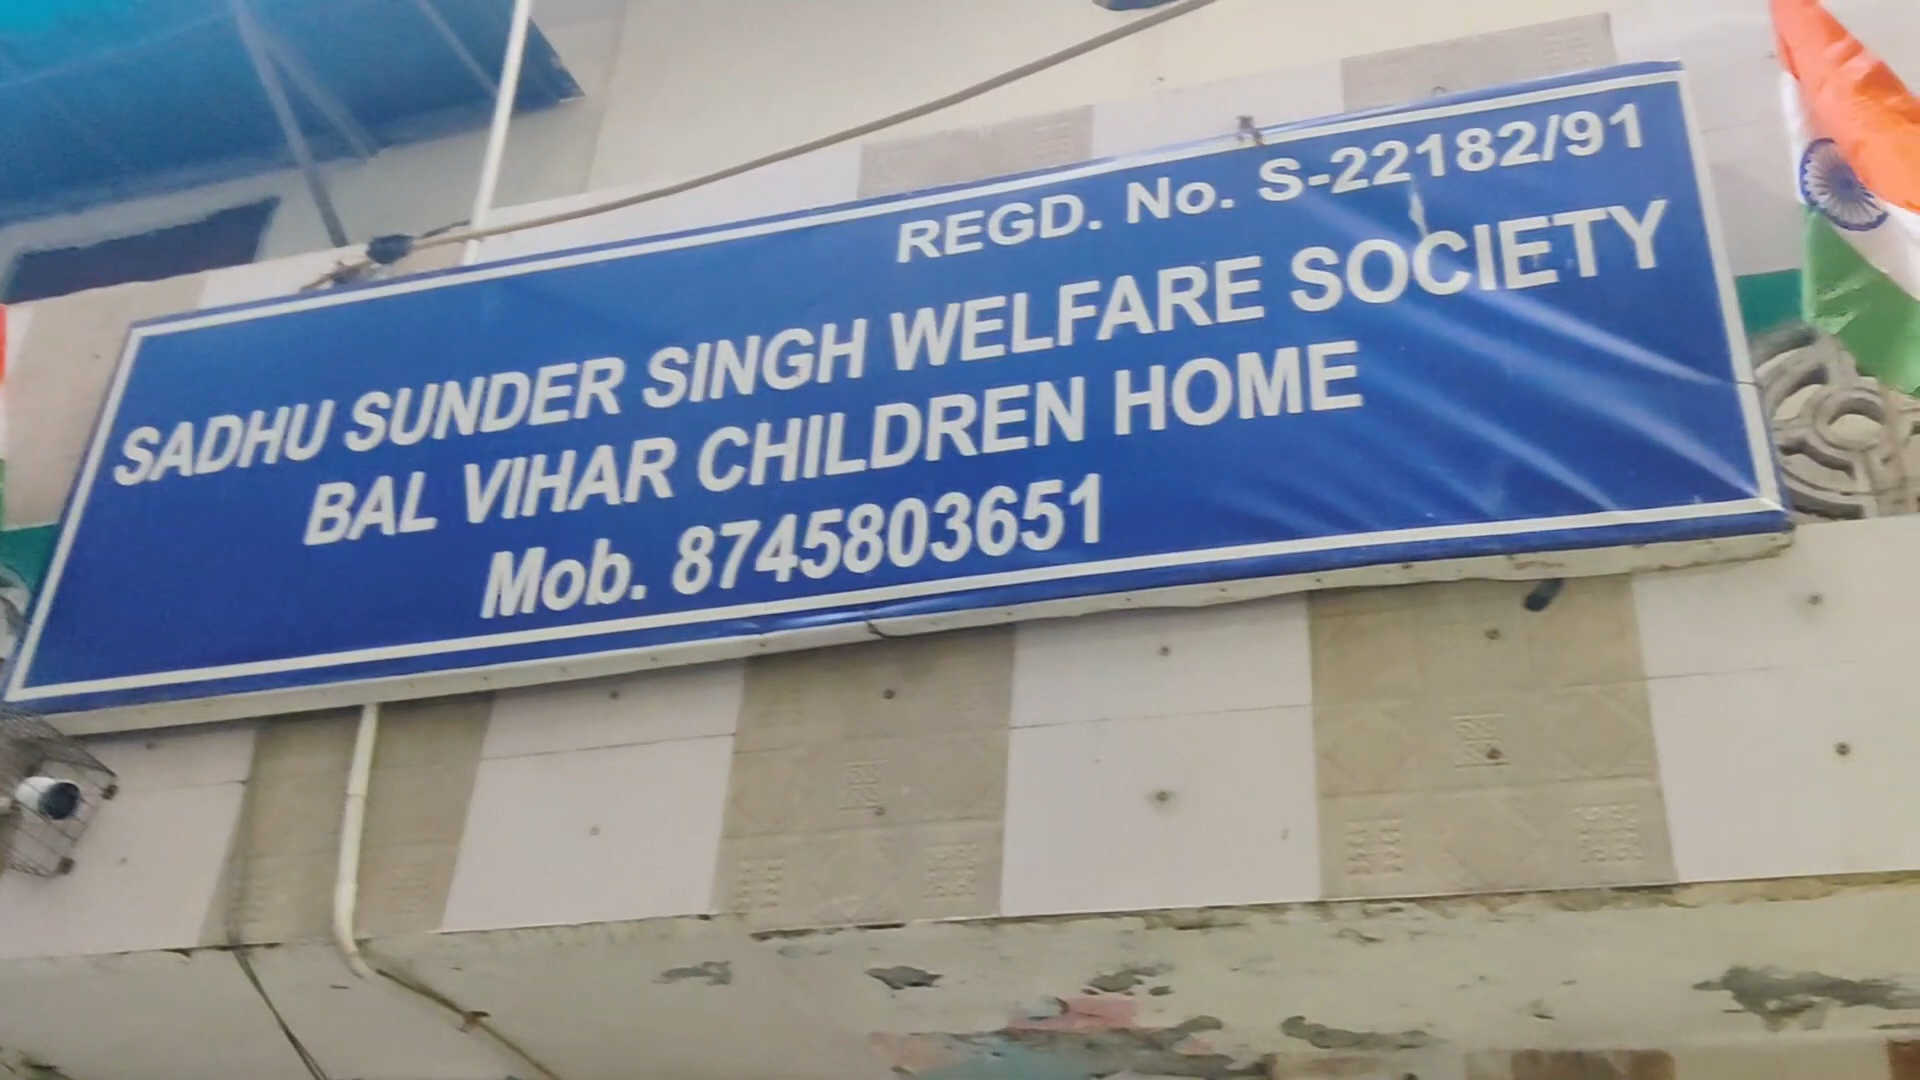 REGD. No. S-22182/91
SADHU SUNDER SINGH WELFARE SOCIETY
BAL VIHAR CHILDREN HOME
Mob. 8745803651